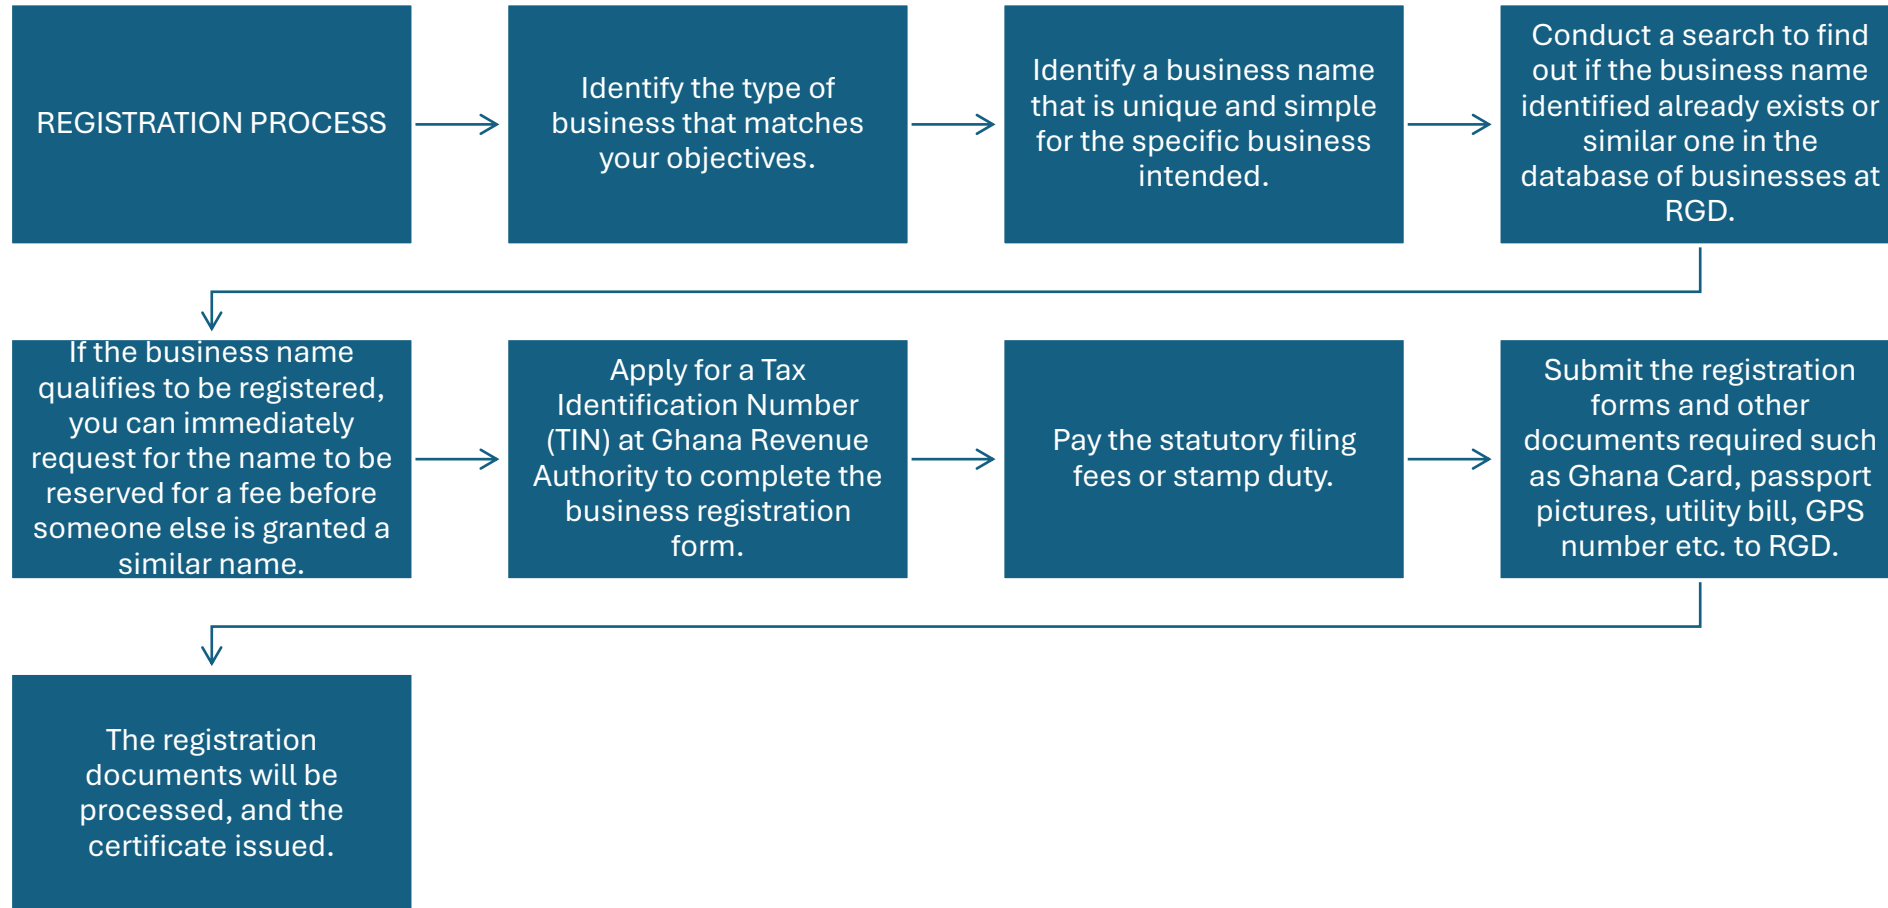 REGISTRATION PROCESS
Identify the type of
business that matches
your objectives.
Identify a business name
that is unique and simple
for the specific business
intended.
Conduct a search to find
out if the business name
identified already exists or
similar one in the
database of businesses at
RGD.
If the business name
qualifies to be registered,
you can immediately
request for the name to be
reserved for a fee before
someone else is granted a
similar name.
Apply for a Tax
Identification Number
(TIN) at Ghana Revenue
Authority to complete the
business registration
form.
Pay the statutory filing
fees or stamp duty.
Submit the registration
forms and other
documents required such
as Ghana Card, passport
pictures, utility bill, GPS
number etc. to RGD.
The registration
documents will be
processed, and the
certificate issued.